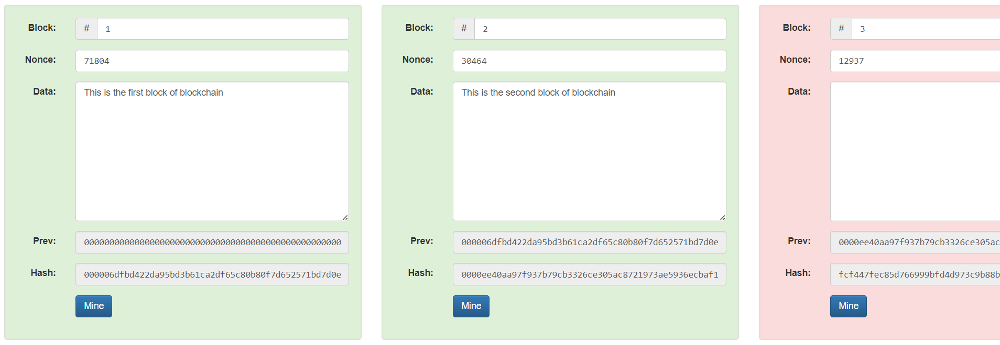 Block: # 1
Nonce: 71804
Data: This is the first block of blockchain
Prev: 000000000000000000000000000000000000000000000000000
Hash: 000006dfbd422da95bd3b61ca2df65c80b80f7d652571bd7d0e
Mine
Block: # 2
Nonce: 30464
Data: This is the second block of blockchain
Prev: 000006dfbd422da95bd3b61ca2df65c80b80f7d652571bd7d0e
Hash: 0000ee40aa97f937b79cb3326ce305ac8721973ae5936ecbaf1
Mine
Block: # 3
Nonce: 12937
Data:
Prev: 0000ee40aa97f937b79cb3326ce305ac
Hash: fcf447fec85d766999bfd4d973c9b88b
Mine